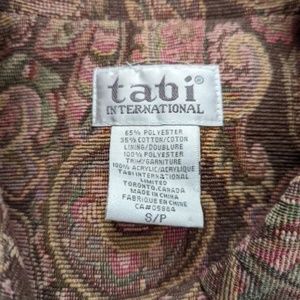 tabi®
INTERNATIONAL
65% POLYESTER
35% COTTON/COTON
LINING/DOUBLURE
100% POLYESTER
TRIM/GARNITURE
100% ACRYLIC/ACRYLIQUE
TABI INTERNATIONAL
LIMITED
TORONTO, CANADA
MADE IN CHINA
FABRIQUE EN CHINE
CA#05864
S/P